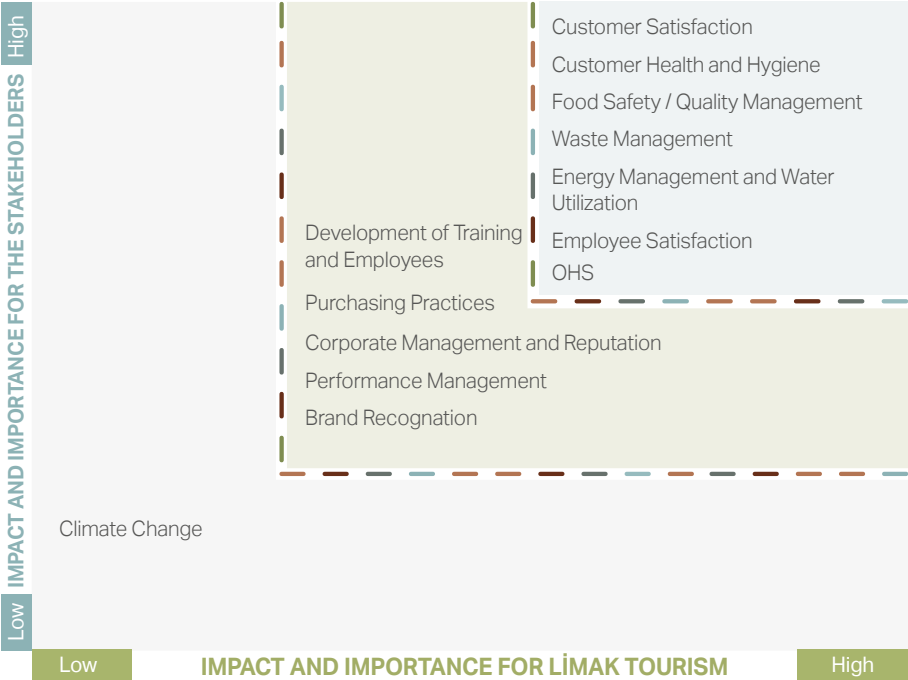 High
IMPACT AND IMPORTANCE FOR THE STAKEHOLDERS
Low
Customer Satisfaction
Customer Health and Hygiene
Food Safety / Quality Management
Waste Management
Energy Management and Water
Utilization
Employee Satisfaction
OHS
Development of Training
and Employees
Purchasing Practices
Corporate Management and Reputation
Performance Management
Brand Recognation
Climate Change
Low
IMPACT AND IMPORTANCE FOR LİMAK TOURISM
High